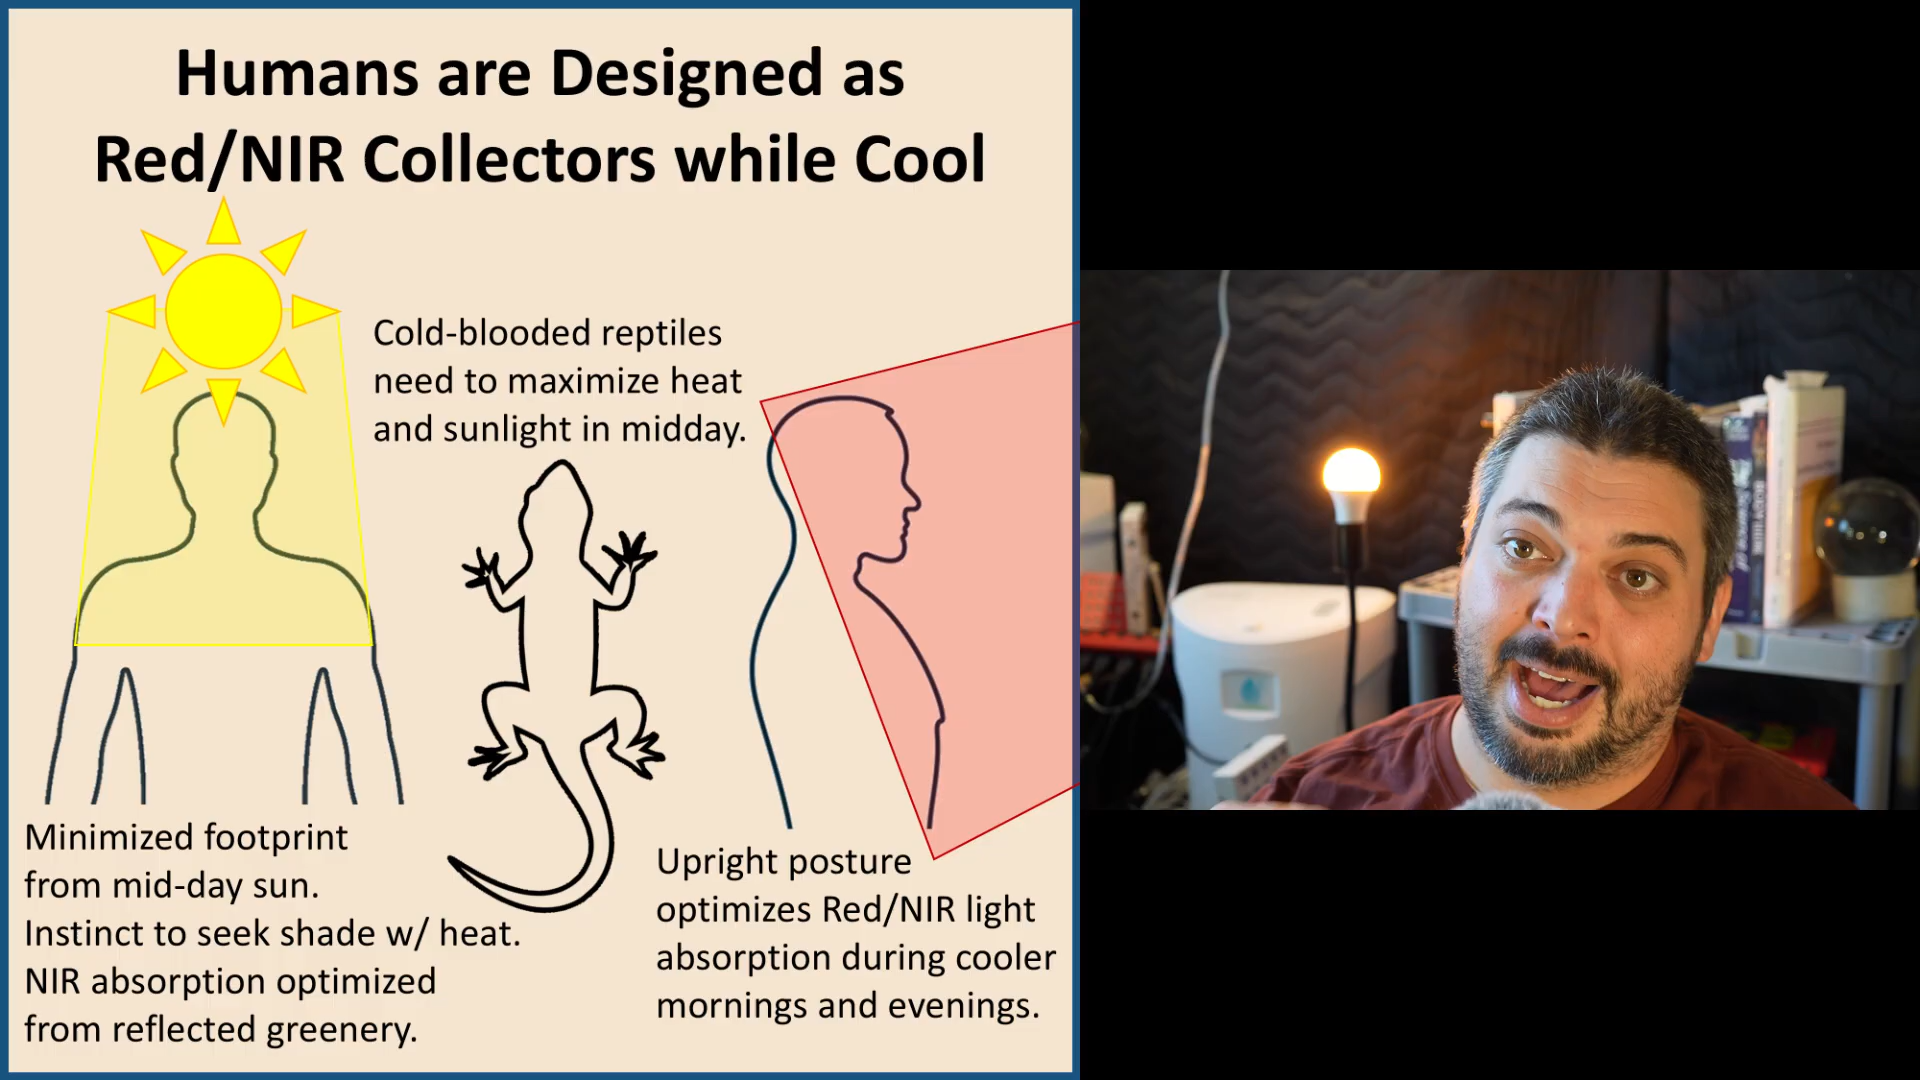 Humans are Designed as
Red/NIR Collectors while Cool
Cold-blooded reptiles
need to maximize heat
and sunlight in midday.
Minimized footprint
from mid-day sun.
Instinct to seek shade w/ heat.
NIR absorption optimized
from reflected greenery.
Upright posture
optimizes Red/NIR light
absorption during cooler
mornings and evenings.